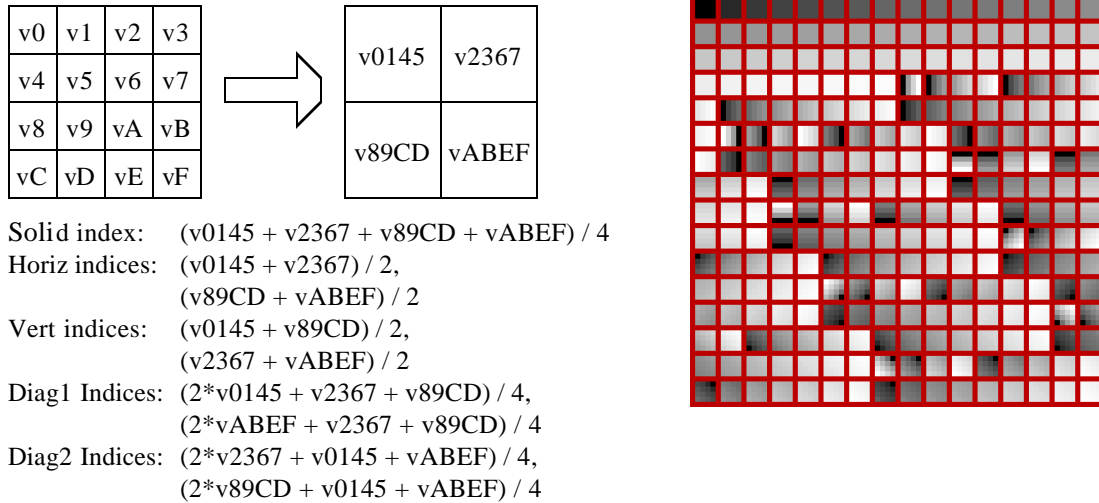 v0 v1 v2 v3
v4 v5 v6 v7
v8 v9 vA vB
vC vD vE vF
v0145 v2367
v89CD vABEF
Solid index: (v0145 + v2367 + v89CD + vABEF) / 4
Horiz indices: (v0145 + v2367) / 2,
(v89CD + vABEF) / 2
Vert indices: (v0145 + v89CD) / 2,
(v2367 + vABEF) / 2
Diag1 Indices: (2*v0145 + v2367 + v89CD) / 4,
(2*vABEF + v2367 + v89CD) / 4
Diag2 Indices: (2*v2367 + v0145 + vABEF) / 4,
(2*v89CD + v0145 + vABEF) / 4